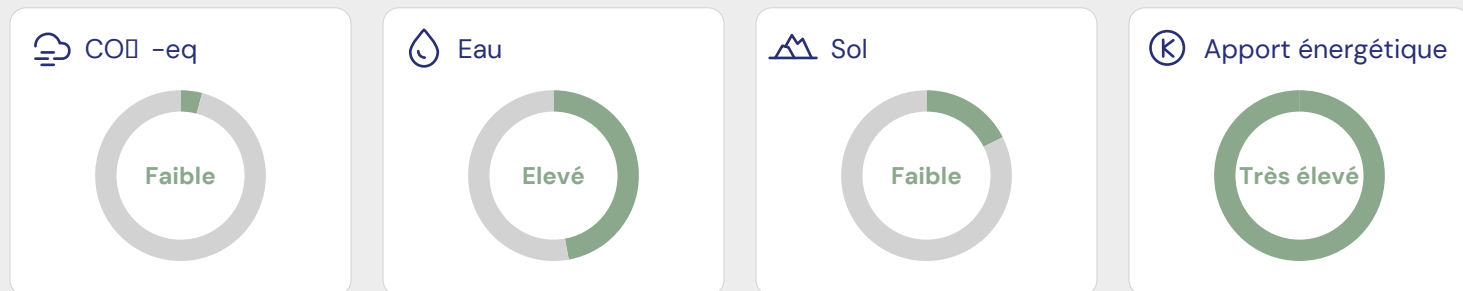 CO▯ -eq
Eau
Sol
Apport énergétique
Faible
Elevé
Faible
Très élevé